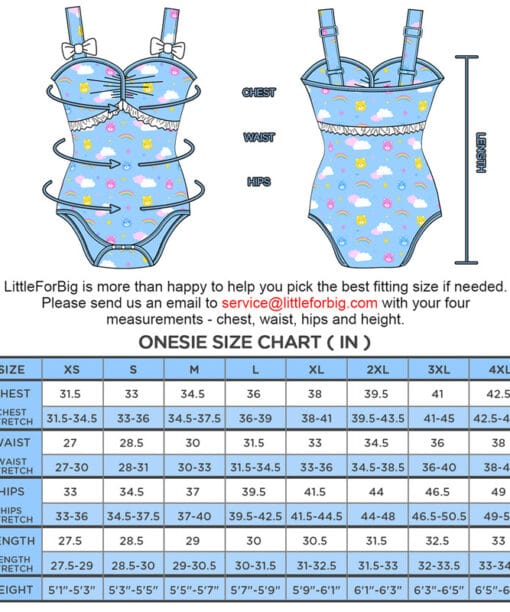 CHEST
WAIST
HIPS
LENGTH
LittleForBig is more than happy to help you pick the best fitting size if needed.
Please send us an email to service@littleforbig.com with your four
measurements - chest, waist, hips and height.
ONESIE SIZE CHART ( IN )
SIZE XS S M L XL 2XL 3XL 4XL
CHEST 31.5 33 34.5 36 38 39.5 41 42.5
CHEST STRETCH 31.5-34.5 33-36 34.5-37.5 36-39 38-41 39.5-43.5 41-45 42.5-4
WAIST 27 28.5 30 31.5 33 34.5 36 38
WAIST STRETCH 27-30 28-31 30-33 31.5-34.5 33-36 34.5-38.5 36-40 38-4
HIPS 33 34.5 37 39.5 41.5 44 46.5 49
HIPS STRETCH 33-36 34.5-37.5 37-40 39.5-42.5 41.5-44.5 44-48 46.5-50.5 49-5
LENGTH 27.5 28.5 29 30 30.5 31.5 32.5 33
LENGTH STRETCH 27.5-29 28.5-30 29-30.5 30-31.5 30.5-32 31.5-33 32-33.5 33-34
HEIGHT 5'1"-5'3" 5'3"-5'5" 5'5"-5'7" 5'7"-5'9" 5'9"-6'1" 6'1"-6'3" 6'3"-6'5" 6'5"-